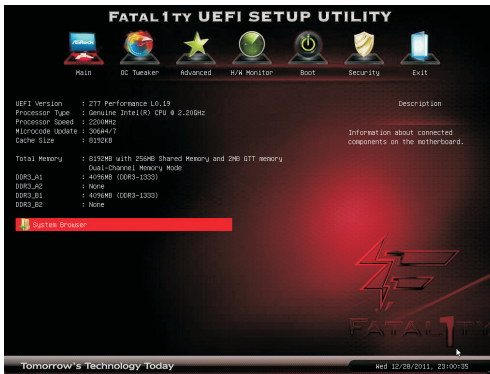 FATAL1TY UEFI SETUP UTILITY
ASRock
Main OC Tweaker Advanced H/W Monitor Boot Security Exit
UEFI Version : Z77 Performance L0.19
Processor Type : Genuine Intel(R) CPU @ 2.20GHz
Processor Speed : 2200MHz
Microcode Update : 306A4/7
Cache Size : 8192KB
Total Memory : 8192MB with 256MB Shared Memory and 2MB GTT memory
Dual-Channel Memory Mode
DDR3_A1 : 4096MB (DDR3-1333)
DDR3_A2 : None
DDR3_B1 : 4096MB (DDR3-1333)
DDR3_B2 : None
System Browser
Description
Information about connected
components on the motherboard.
FATAL1TY
Tomorrow's Technology Today
Wed 12/28/2011, 23:00:35